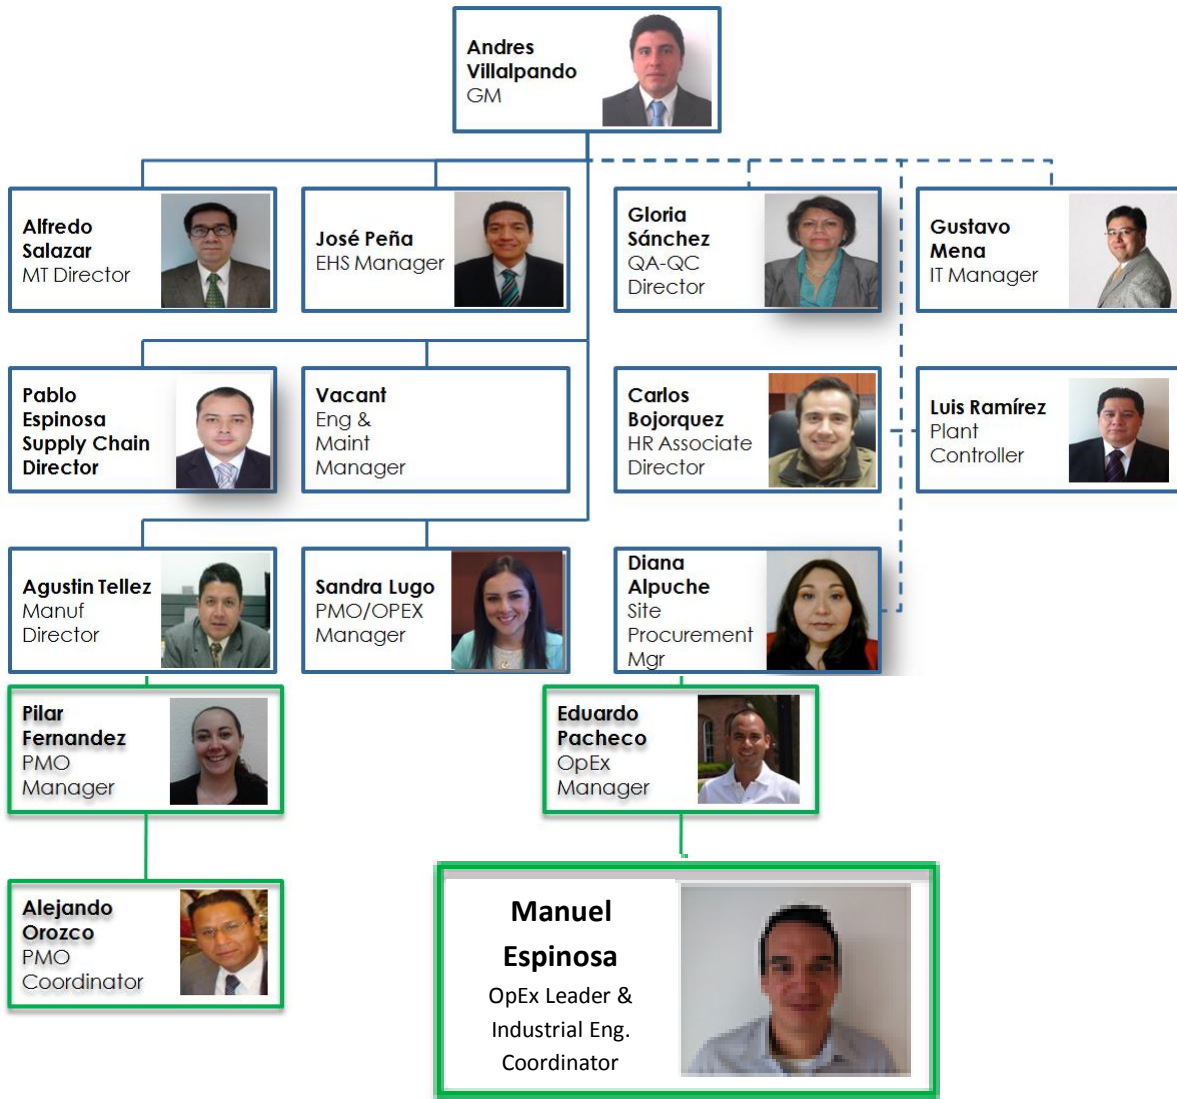 Andres
Villalpando
GM
Alfredo
Salazar
MT Director
José Peña
EHS Manager
Gloria
Sánchez
QA-QC
Director
Gustavo
Mena
IT Manager
Pablo
Espinosa
Supply Chain
Director
Vacant
Eng &
Maint
Manager
Carlos
Bojorquez
HR Associate
Director
Luis Ramírez
Plant
Controller
Agustin Tellez
Manuf
Director
Sandra Lugo
PMO/OPEX
Manager
Diana
Alpuche
Site
Procurement
Mgr
Pilar
Fernandez
PMO
Manager
Eduardo
Pacheco
OpEx
Manager
Alejando
Orozco
PMO
Coordinator
Manuel
Espinosa
OpEx Leader &
Industrial Eng.
Coordinator